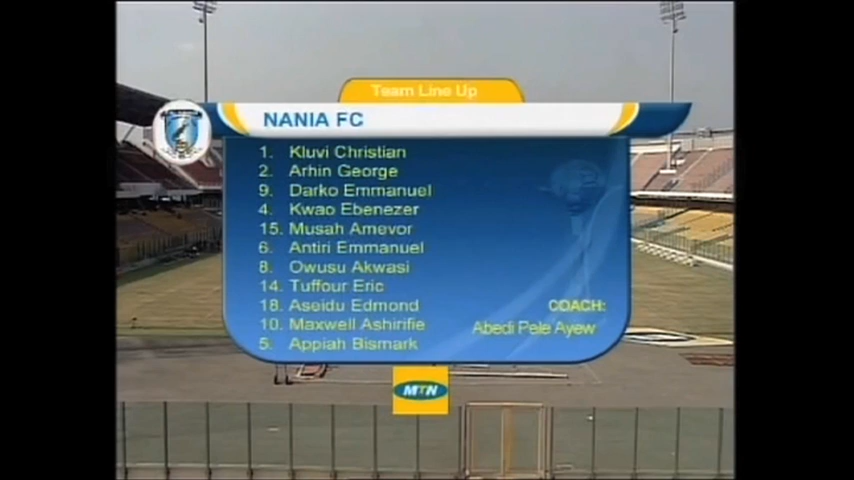 Team Line Up
NANIA FC
1. Kluvi Christian
2. Arhin George
9. Darko Emmanuel
4. Kwao Ebenezer
15. Musah Amevor
6. Antiri Emmanuel
8. Owusu Akwasi
14. Tuffour Eric
18. Aseidu Edmond
10. Maxwell Ashirifie
5. Appiah Bismark
COACH:
Abedi Pele Ayew
MTN